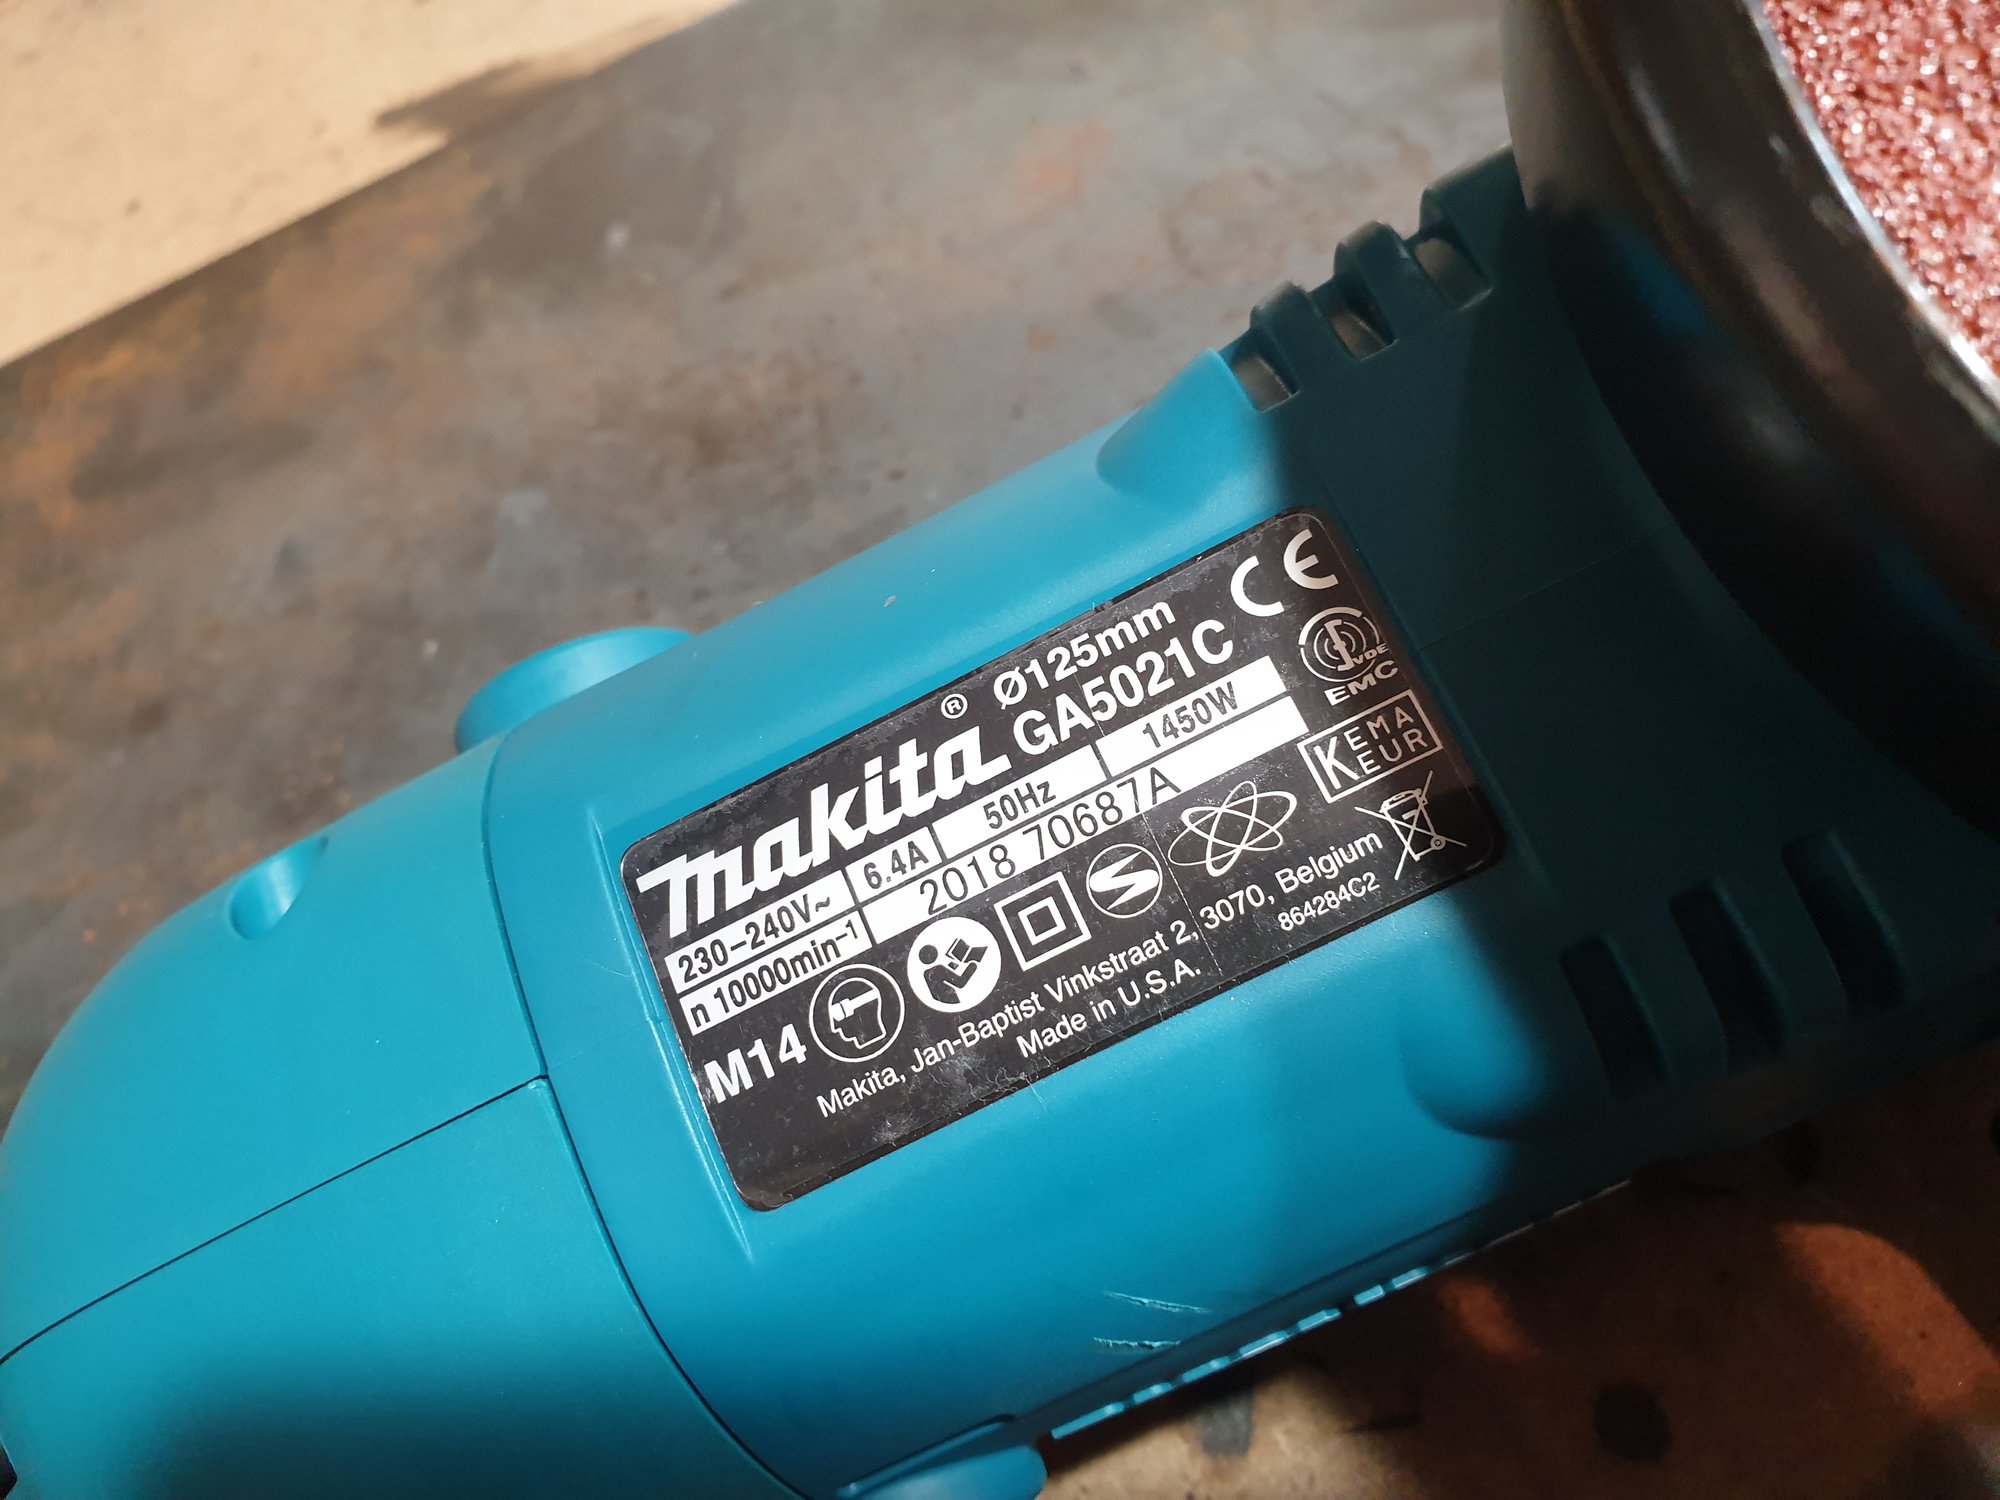 makita® Ø125mm
GA5021C
230–240V~ 6.4A 50Hz 1450W
n 10000min⁻¹ 2018 70687A
M14
Makita, Jan-Baptist Vinkstraat 2, 3070, Belgium
Made in U.S.A. 864284C2
CE
VDE
EMC
KEMA
KEUR